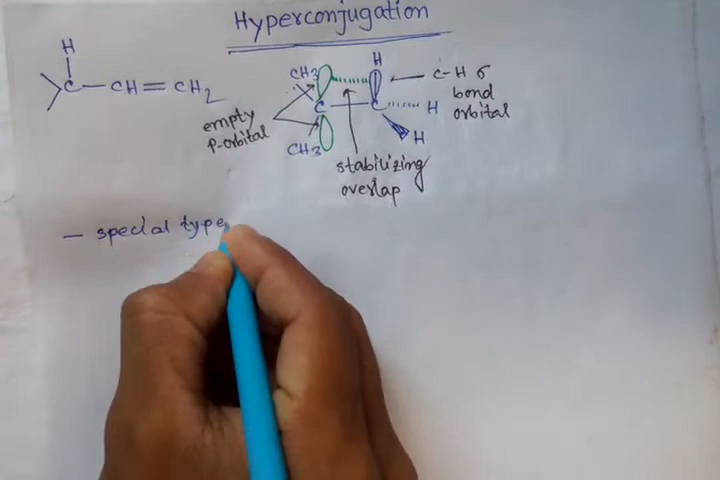 Hyperconjugation
H
C — CH = CH2
CH3
H
C-H σ
bond
orbital
C
C
H
H
empty
P-orbital
CH3
stabilizing
overlap
— special type